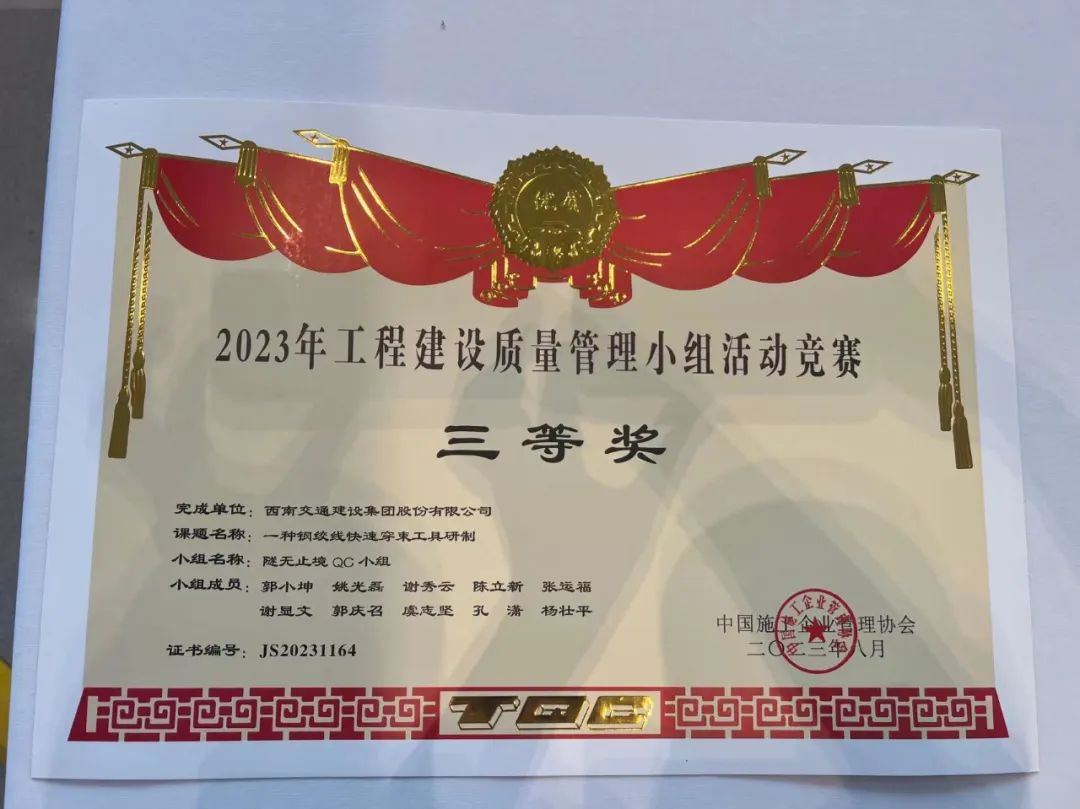 2023年工程建设质量管理小组活动竞赛
三等奖
完成单位：西南交通建设集团股份有限公司
课题名称：一种钢绞线快速穿束工具研制
小组名称：隧无止境QC小组
小组成员：郭小坤 姚光磊 谢秀云 陈立新 张运福
谢显文 郭庆召 虞志坚 孔 潇 杨壮平
证书编号：JS20231164
中国施工企业管理协会
二〇二三年八月
TQC